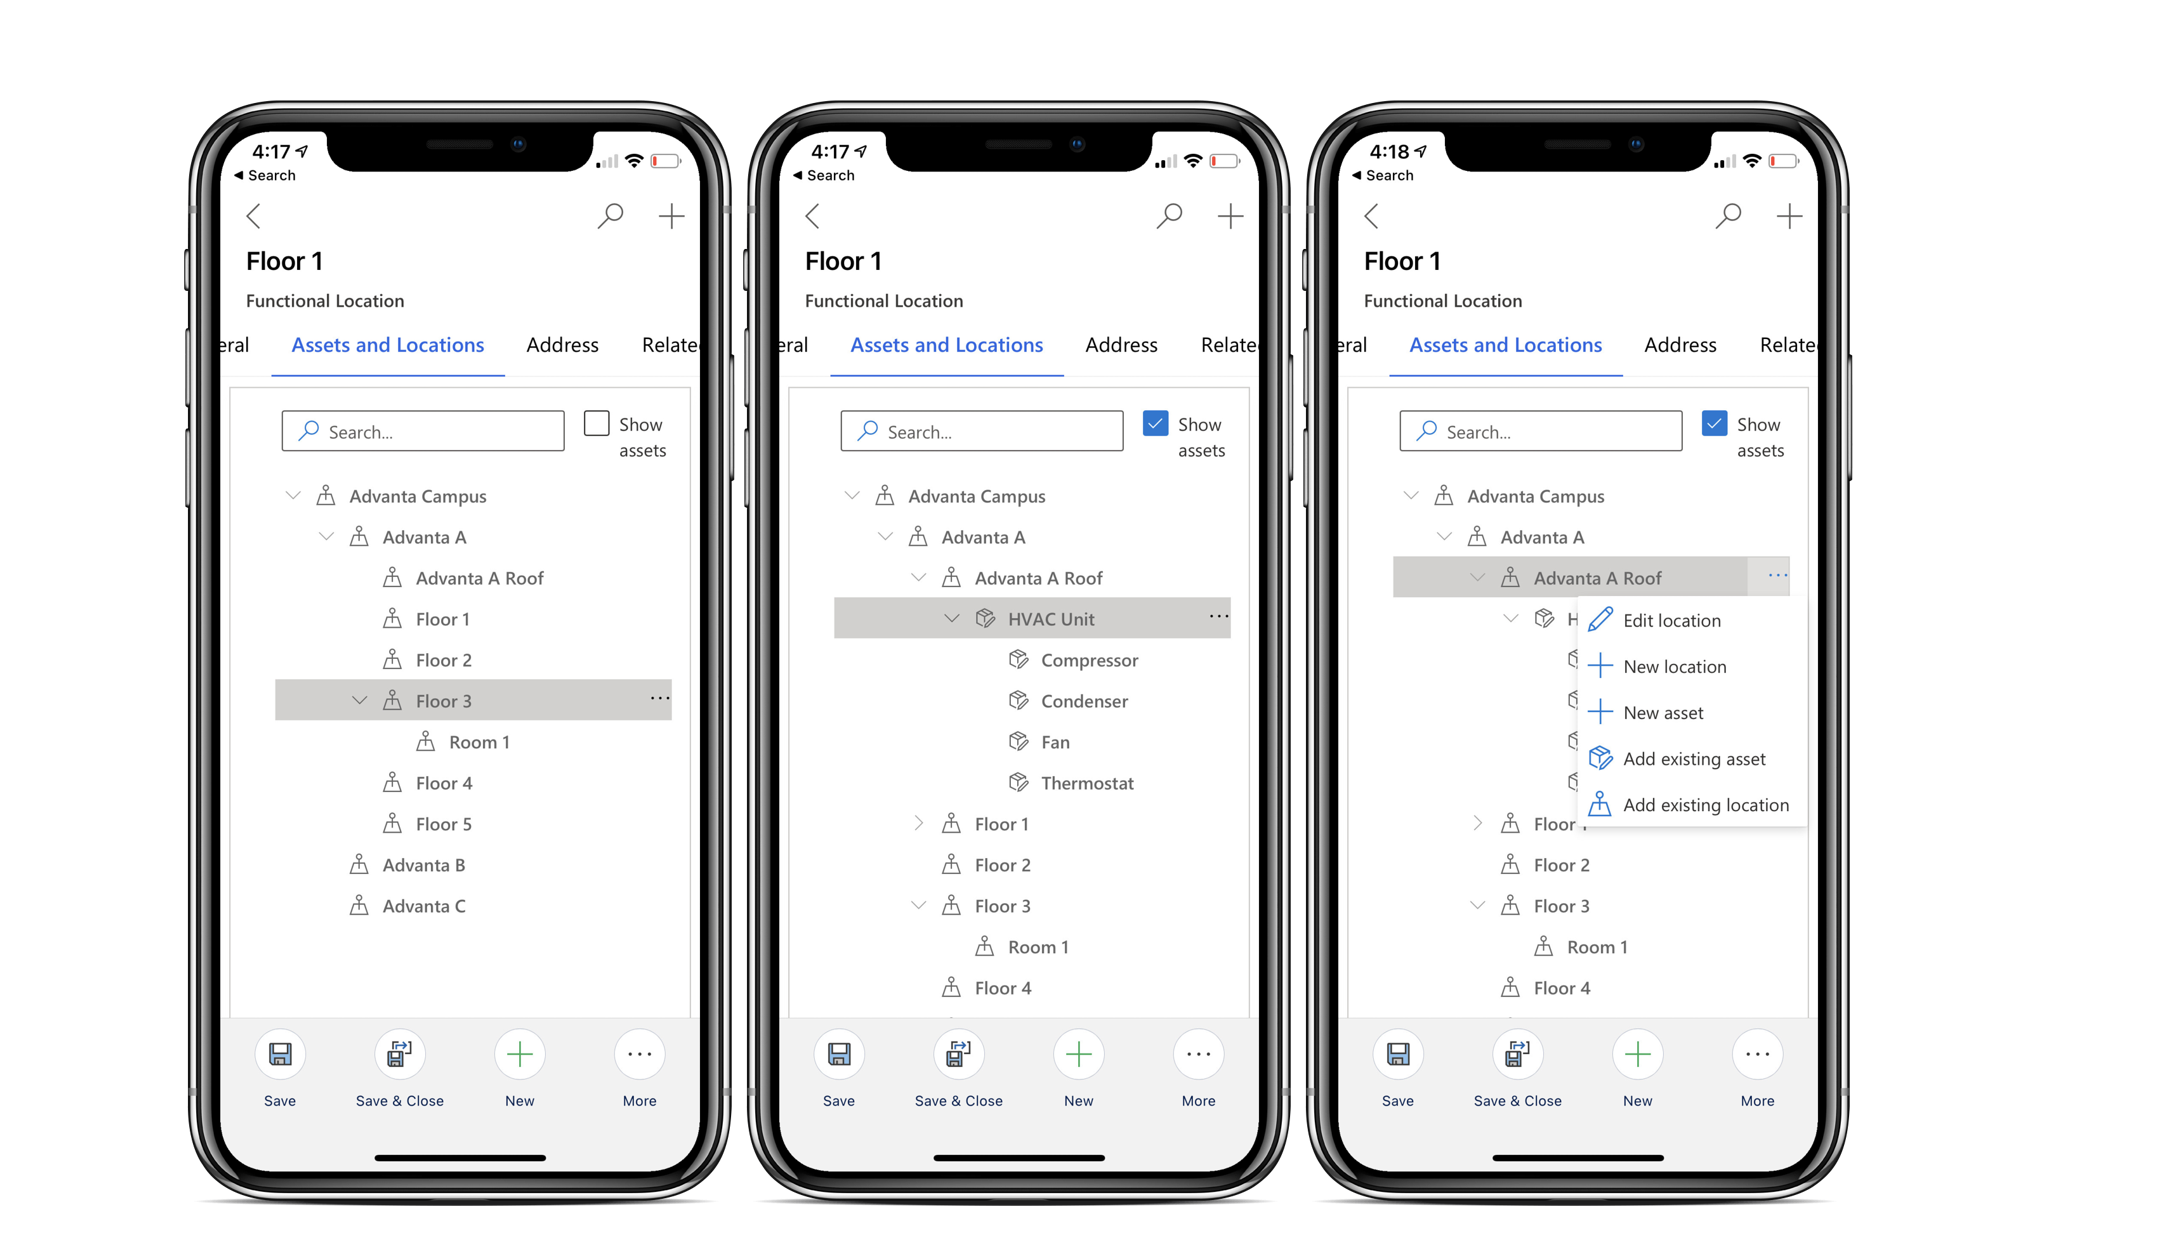 4:17
◀ Search
Floor 1
Functional Location
eral Assets and Locations Address Relate
Search...
Show
assets
Advanta Campus
Advanta A
Advanta A Roof
Floor 1
Floor 2
Floor 3 ...
Room 1
Floor 4
Floor 5
Advanta B
Advanta C
Save
Save & Close
New
More
4:17
◀ Search
Floor 1
Functional Location
eral Assets and Locations Address Relate
Search...
Show
assets
Advanta Campus
Advanta A
Advanta A Roof
HVAC Unit ...
Compressor
Condenser
Fan
Thermostat
Floor 1
Floor 2
Floor 3
Room 1
Floor 4
Save
Save & Close
New
More
4:18
◀ Search
Floor 1
Functional Location
eral Assets and Locations Address Relate
Search...
Show
assets
Advanta Campus
Advanta A
Advanta A Roof ...
H
Edit location
New location
New asset
Add existing asset
Add existing location
Floor
Floor 2
Floor 3
Room 1
Floor 4
Save
Save & Close
New
More